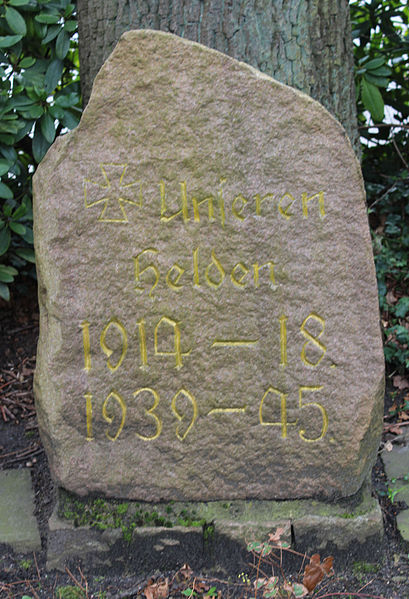 Unseren
Helden
1914 – 18.
1939 – 45.